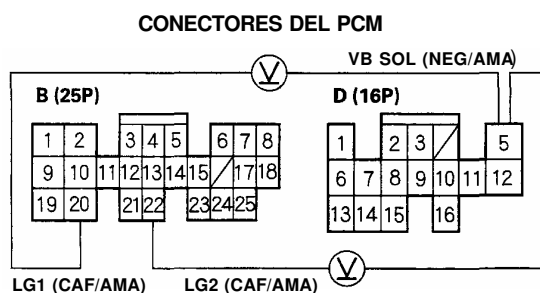 CONECTORES DEL PCM
VB SOL (NEG/AMA)
B (25P)
D (16P)
1 2 3 4 5 6 7 8
9 10 11 12 13 14 15 17 18
19 20 21 22 23 24 25
1 2 3 5
6 7 8 9 10 11 12
13 14 15 16
V
V
LG1 (CAF/AMA)
LG2 (CAF/AMA)